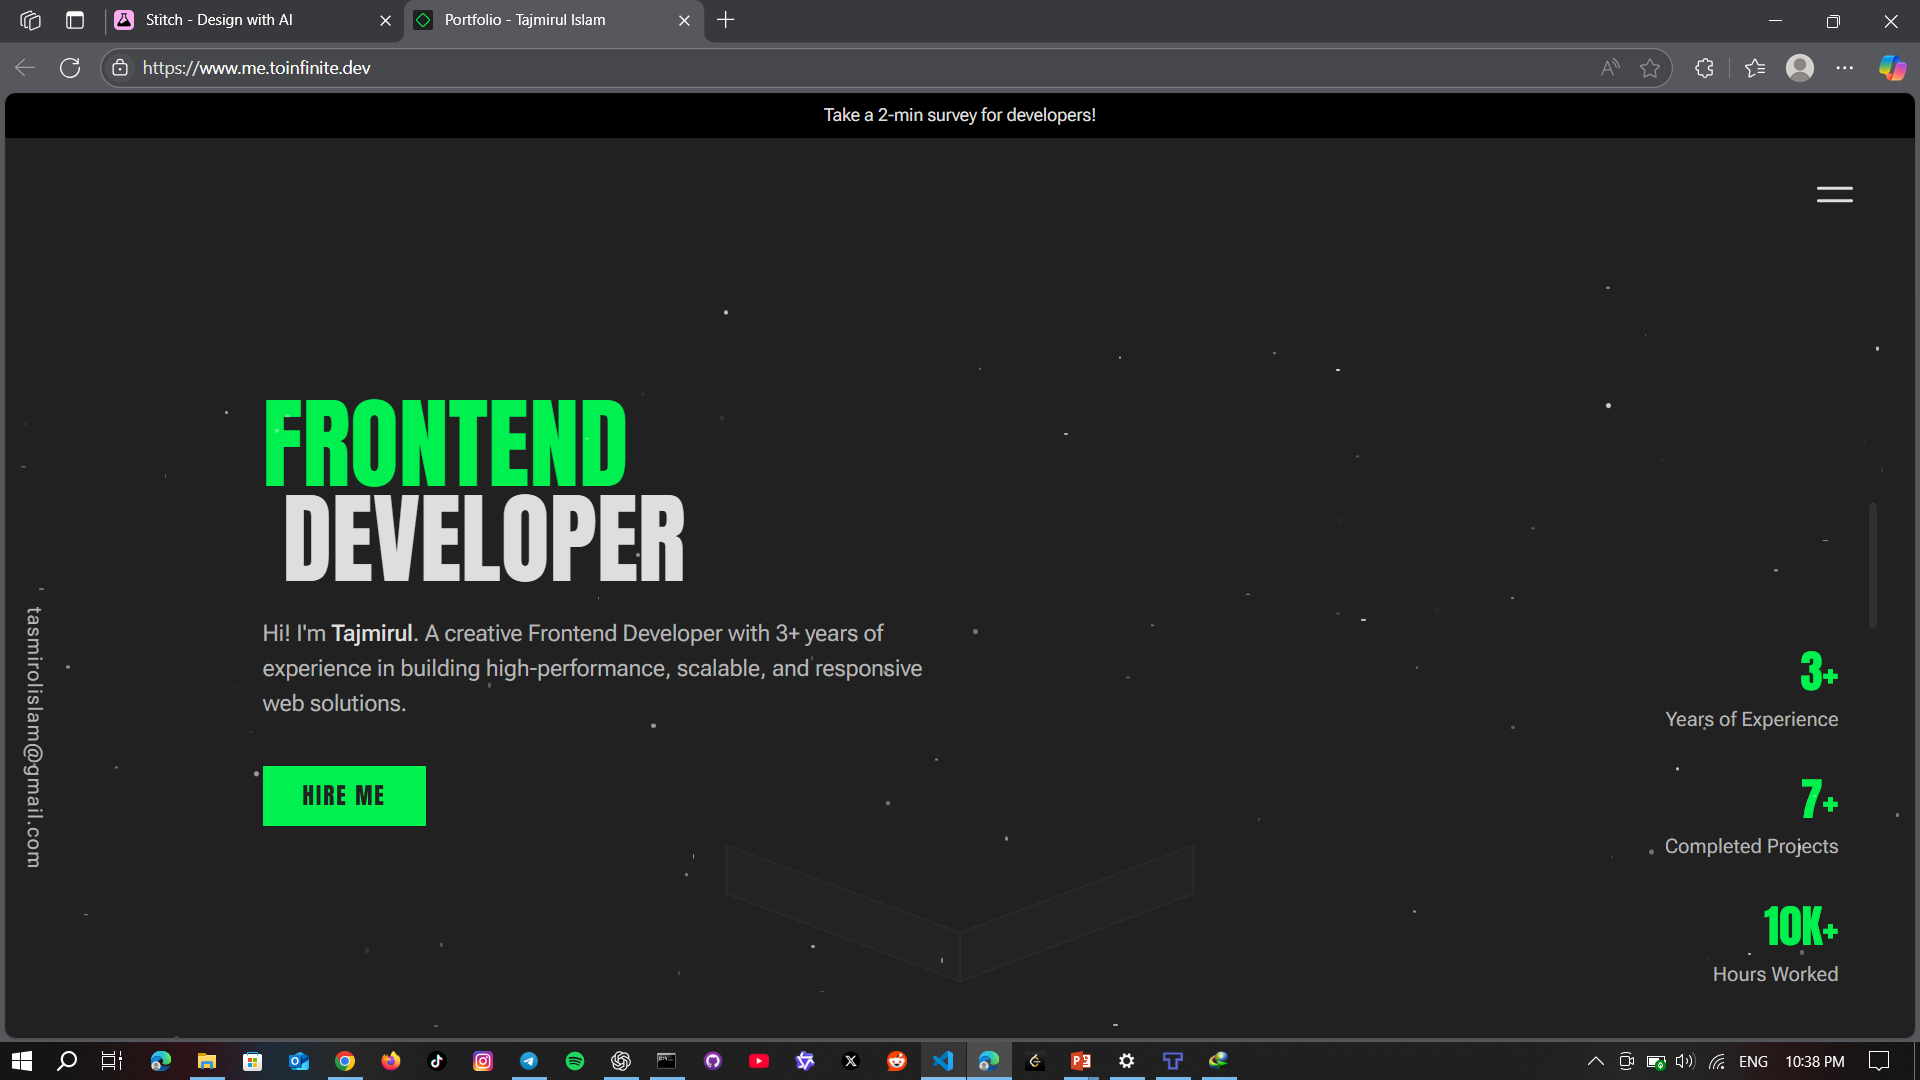 Stitch - Design with AI
Portfolio - Tajmirul Islam
https://www.me.toinfinite.dev
Take a 2-min survey for developers!
FRONTEND
DEVELOPER
Hi! I'm Tajmirul. A creative Frontend Developer with 3+ years of
experience in building high-performance, scalable, and responsive
web solutions.
HIRE ME
tasmirolislam@gmail.com
3+
Years of Experience
7+
Completed Projects
10K+
Hours Worked
ENG
10:38 PM